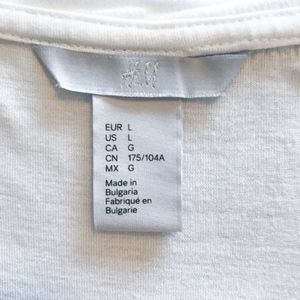 H&M
EUR L
US L
CA G
CN 175/104A
MX G
Made in
Bulgaria
Fabriqué en
Bulgarie